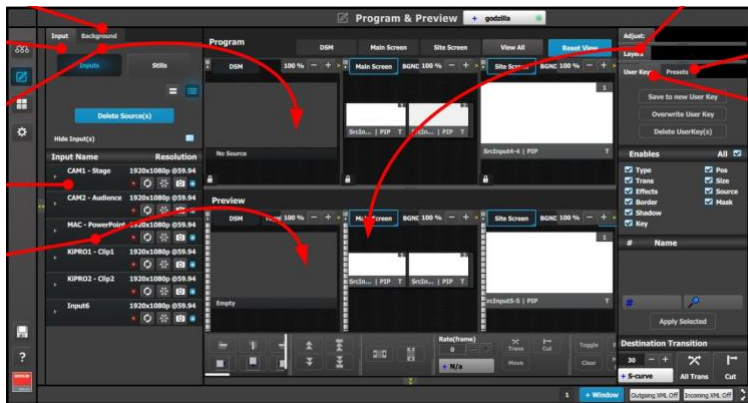 Program & Preview + godzilla
Input Background
Inputs Stills
Delete Source(s)
Hide Input(s)
Input Name Resolution
CAM1 - Stage 1920x1080p @59.94
CAM2 - Audience 1920x1080p @59.94
MAC - PowerPoint 1920x1080p @59.94
KiPRO1 - Clip1 1920x1080p @59.94
KiPRO2 - Clip2 1920x1080p @59.94
Input6 1920x1080p @59.94
?
Program
DSM Main Screen Site Screen View All Reset View
DSM 100 % - + Main Screen BGND 100 % - + Site Screen BGND 100 % - +
1
No Source
SrcIn... | PIP T SrcIn... | PIP T
SrcInput4-4 | PIP T
Preview
DSM 100 % - + Main Screen BGND 100 % - + Site Screen BGND 100 % - +
1
Empty
SrcIn... | PIP T SrcIn... | PIP T
SrcInput5-5 | PIP T
Rate(frame)
0 - +
+ N/a
Trans Cut
Move
Toggle
Clear
Adjust:
Layers
User Key Presets
Save to new User Key
Overwrite User Key
Delete UserKey(s)
Enables All
Type Pos
Trans Size
Effects Source
Border Mask
Shadow
Key
# Name
#
Apply Selected
Destination Transition
30 - +
+ S-curve All Trans Cut
1 + Window Outgoing XML Off Incoming XML Off